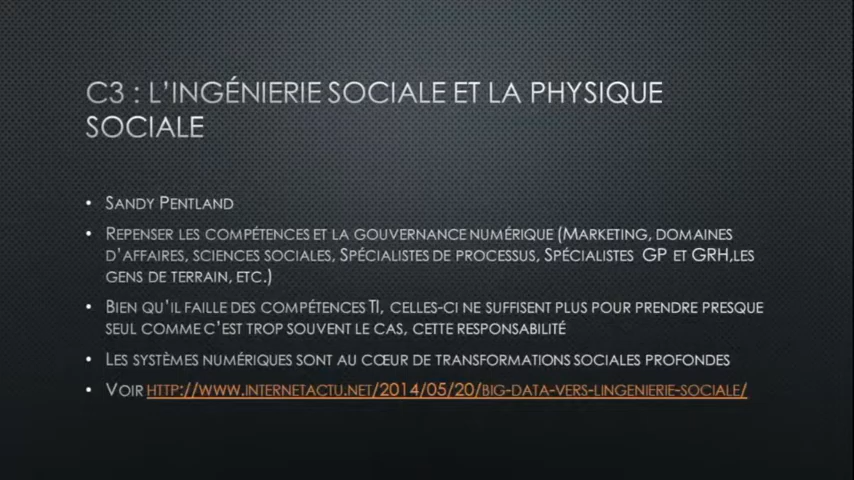 C3 : L'INGÉNIERIE SOCIALE ET LA PHYSIQUE
SOCIALE
• SANDY PENTLAND
• REPENSER LES COMPÉTENCES ET LA GOUVERNANCE NUMÉRIQUE (MARKETING, DOMAINES
D'AFFAIRES, SCIENCES SOCIALES, SPÉCIALISTES DE PROCESSUS, SPÉCIALISTES GP ET GRH,LES
GENS DE TERRAIN, ETC.)
• BIEN QU'IL FAILLE DES COMPÉTENCES TI, CELLES-CI NE SUFFISENT PLUS POUR PRENDRE PRESQUE
SEUL COMME C'EST TROP SOUVENT LE CAS, CETTE RESPONSABILITÉ
• LES SYSTÈMES NUMÉRIQUES SONT AU CŒUR DE TRANSFORMATIONS SOCIALES PROFONDES
• VOIR HTTP://WWW.INTERNETACTU.NET/2014/05/20/BIG-DATA-VERS-LINGENIERIE-SOCIALE/